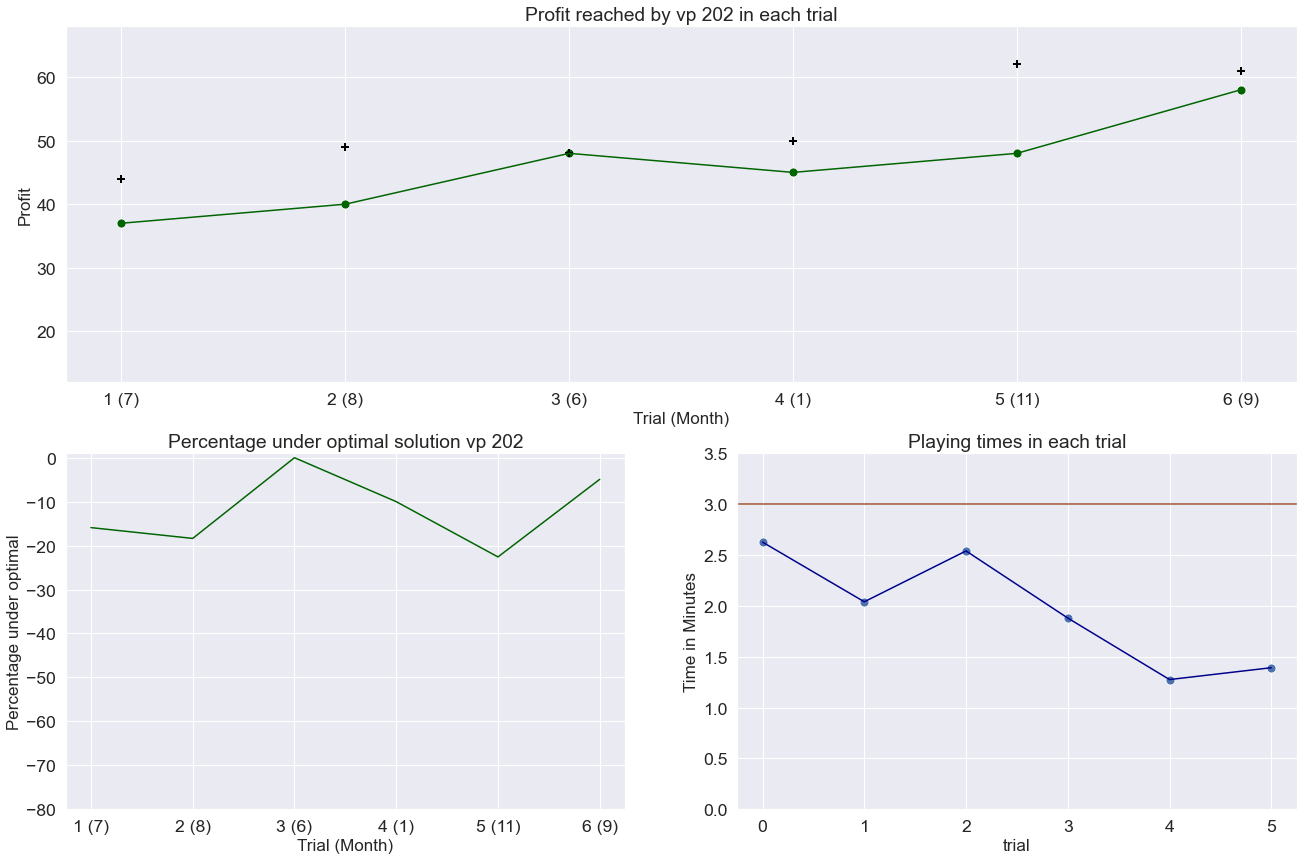 Profit reached by vp 202 in each trial
60
50
40
30
20
Profit
1 (7) 2 (8) 3 (6) 4 (1) 5 (11) 6 (9)
Trial (Month)
Percentage under optimal solution vp 202
0
−10
−20
−30
−40
−50
−60
−70
−80
Percentage under optimal
1 (7) 2 (8) 3 (6) 4 (1) 5 (11) 6 (9)
Trial (Month)
Playing times in each trial
3.5
3.0
2.5
2.0
1.5
1.0
0.5
0.0
Time in Minutes
0 1 2 3 4 5
trial